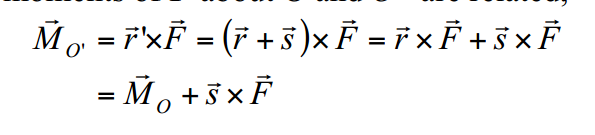 moments of F about O and O' are related,
M⃗_O' = r⃗'×F⃗ = (r⃗ + s⃗)× F⃗ = r⃗ × F⃗ + s⃗ × F⃗
= M⃗_O + s⃗ × F⃗